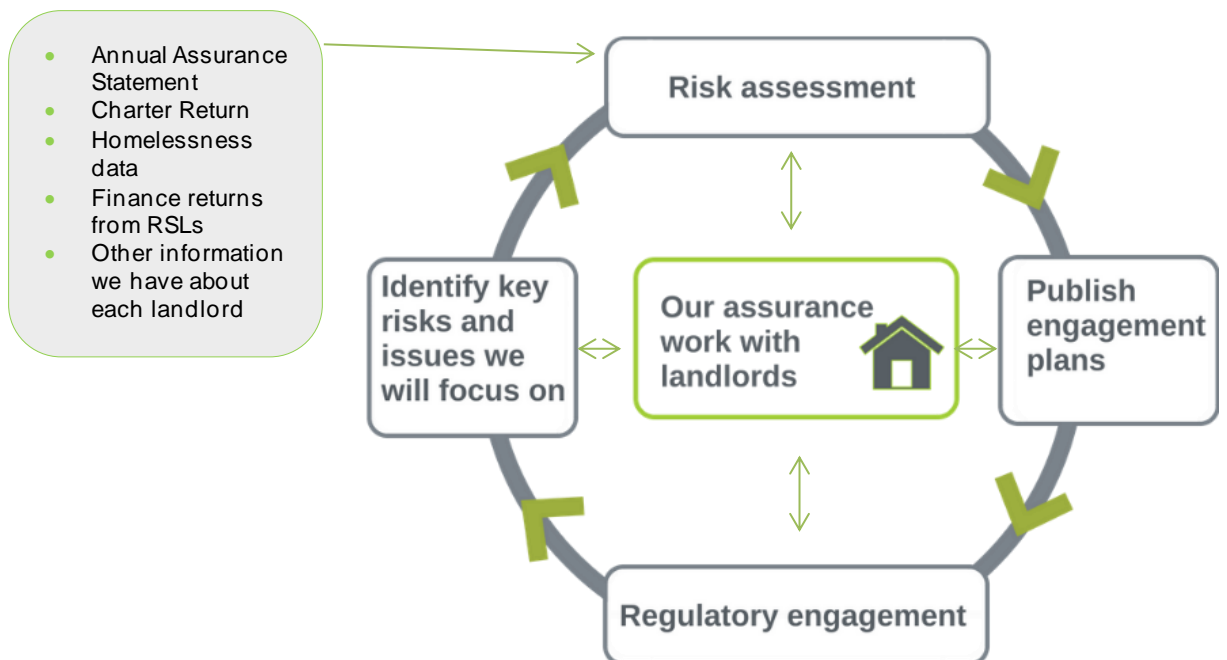 Annual Assurance
Statement
Charter Return
Homelessness
data
Finance returns
from RSLs
Other information
we have about
each landlord
Risk assessment
Identify key
risks and
issues we
will focus on
Our assurance
work with
landlords
Publish
engagement
plans
Regulatory engagement